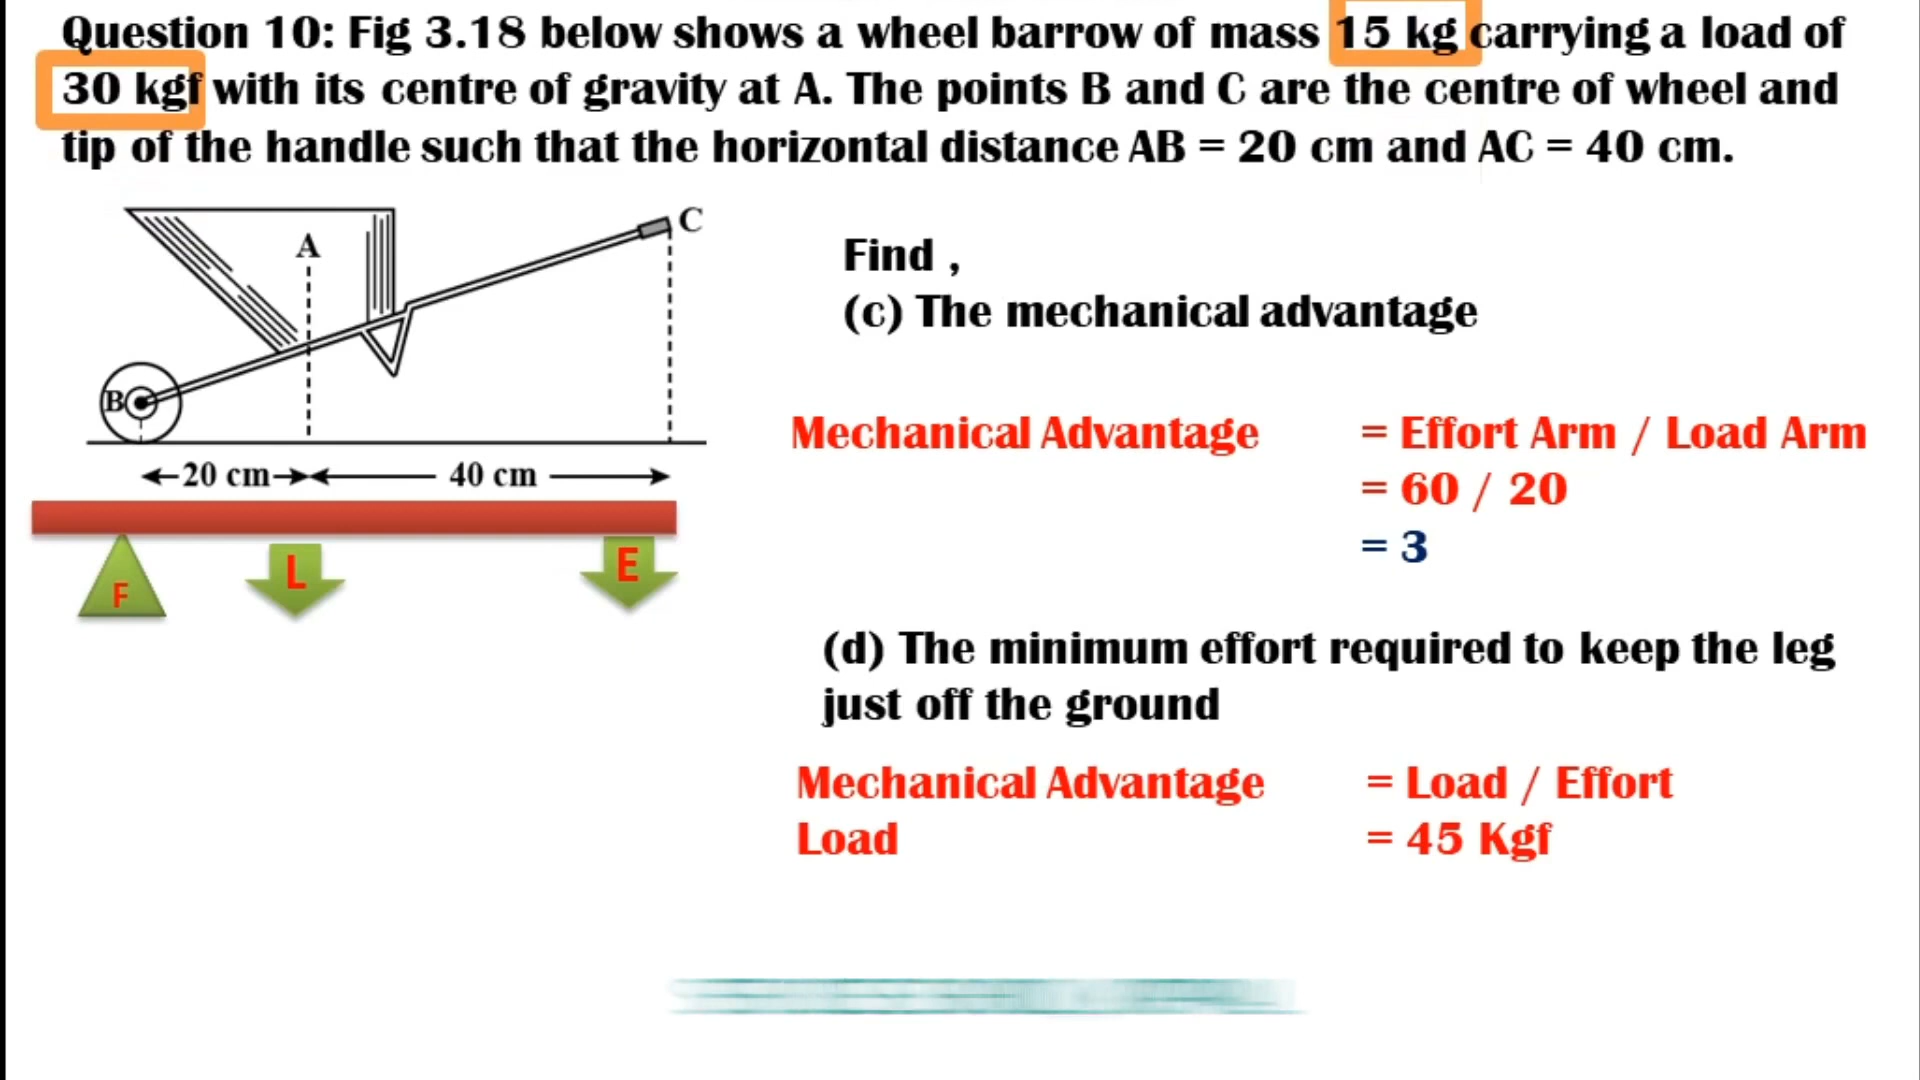 Question 10: Fig 3.18 below shows a wheel barrow of mass 15 kg carrying a load of
30 kgf with its centre of gravity at A. The points B and C are the centre of wheel and
tip of the handle such that the horizontal distance AB = 20 cm and AC = 40 cm.
C
A
B
20 cm
40 cm
F
L
E
Find ,
(c) The mechanical advantage
Mechanical Advantage = Effort Arm / Load Arm
= 60 / 20
= 3
(d) The minimum effort required to keep the leg
just off the ground
Mechanical Advantage = Load / Effort
Load = 45 Kgf